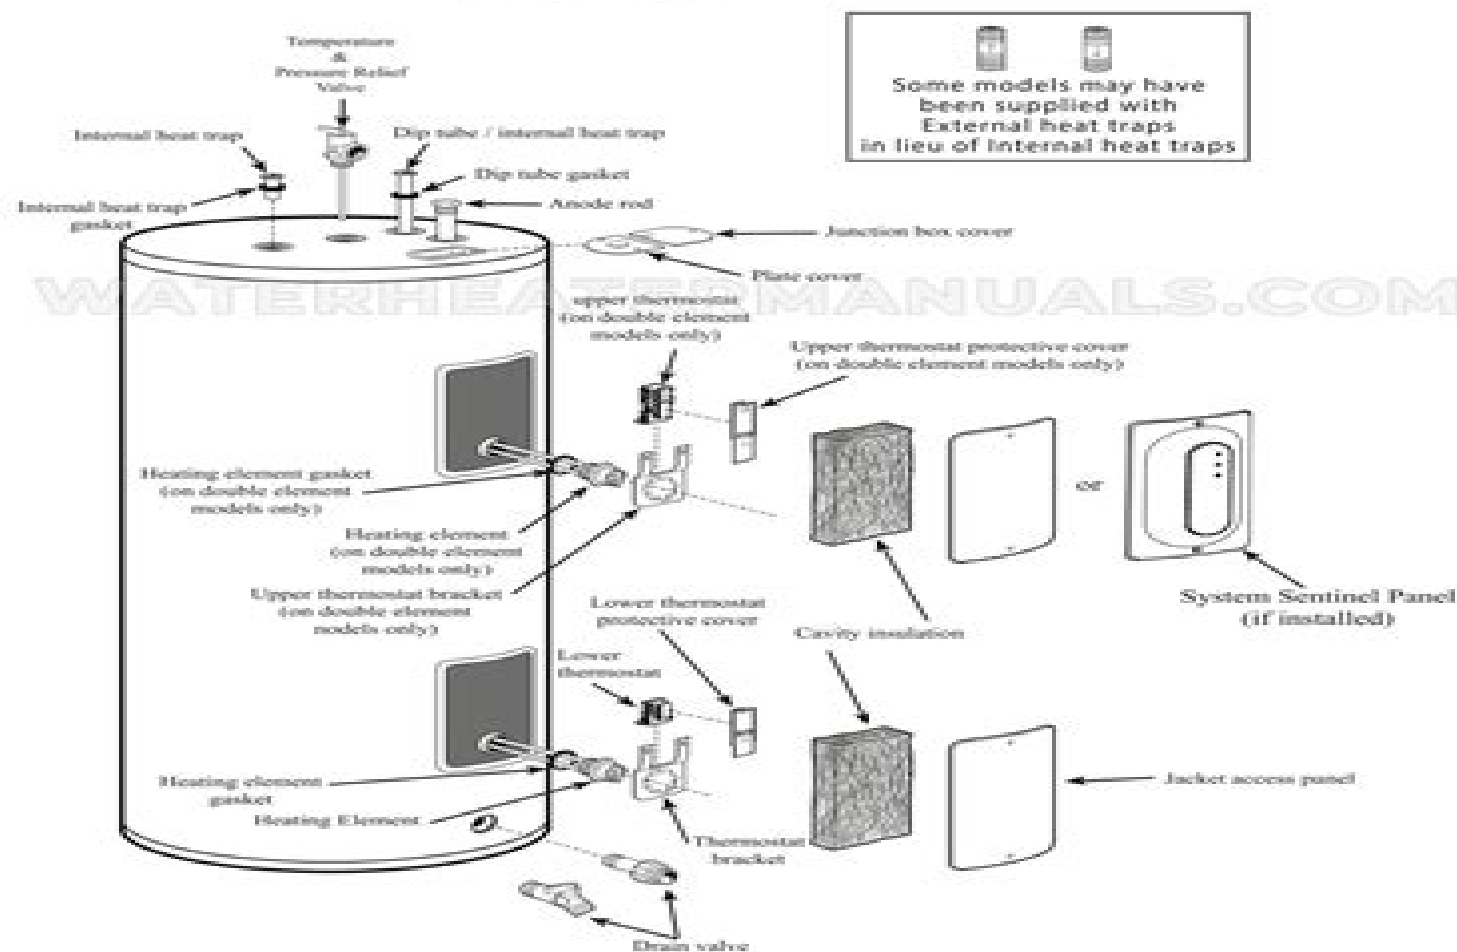 Temperature
&
Pressure Relief
Valve
Internal heat trap
Dip tube / internal heat trap
Dip tube gasket
Anode rod
Internal heat trap
gasket
Some models may have
been supplied with
External heat traps
in lieu of Internal heat traps
Junction box cover
Plate cover
WATERHEATERMANUALS.COM
upper thermostat
(on double element
models only)
Upper thermostat protective cover
(on double element models only)
Heating element gasket
(on double element
models only)
or
Heating element
(on double element
models only)
Upper thermostat bracket
(on double element
models only)
System Sentinel Panel
(if installed)
Lower thermostat
protective cover
Cavity insulation
Lower
thermostat
Heating element
gasket
Jacket access panel
Heating Element
Thermostat
bracket
Drain valve